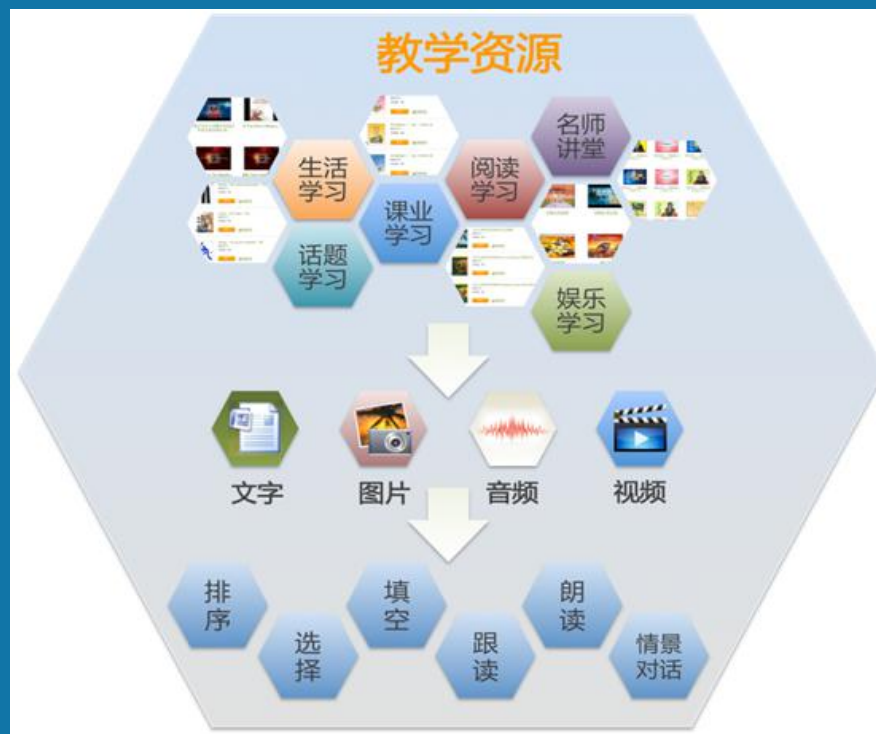 教学资源
名师
讲堂
生活
学习
阅读
学习
课业
学习
话题
学习
娱乐
学习
文字
图片
音频
视频
排
序
选
择
填
空
跟
读
朗
读
情景
对话